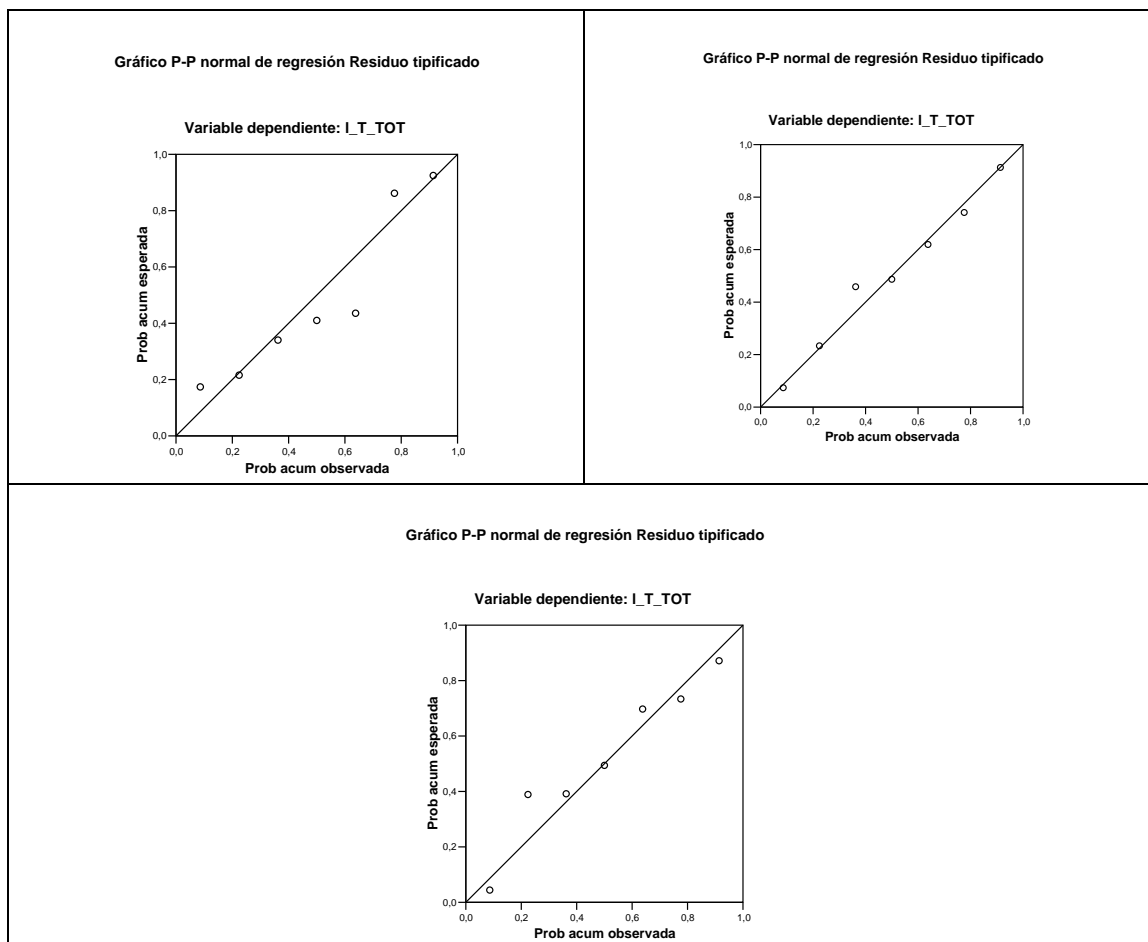 Gráfico P-P normal de regresión Residuo tipificado
Variable dependiente: I_T_TOT
1,0
0,8
0,6
0,4
0,2
0,0
Prob acum esperada
0,0 0,2 0,4 0,6 0,8 1,0
Prob acum observada
Gráfico P-P normal de regresión Residuo tipificado
Variable dependiente: I_T_TOT
1,0
0,8
0,6
0,4
0,2
0,0
Prob acum esperada
0,0 0,2 0,4 0,6 0,8 1,0
Prob acum observada
Gráfico P-P normal de regresión Residuo tipificado
Variable dependiente: I_T_TOT
1,0
0,8
0,6
0,4
0,2
0,0
Prob acum esperada
0,0 0,2 0,4 0,6 0,8 1,0
Prob acum observada